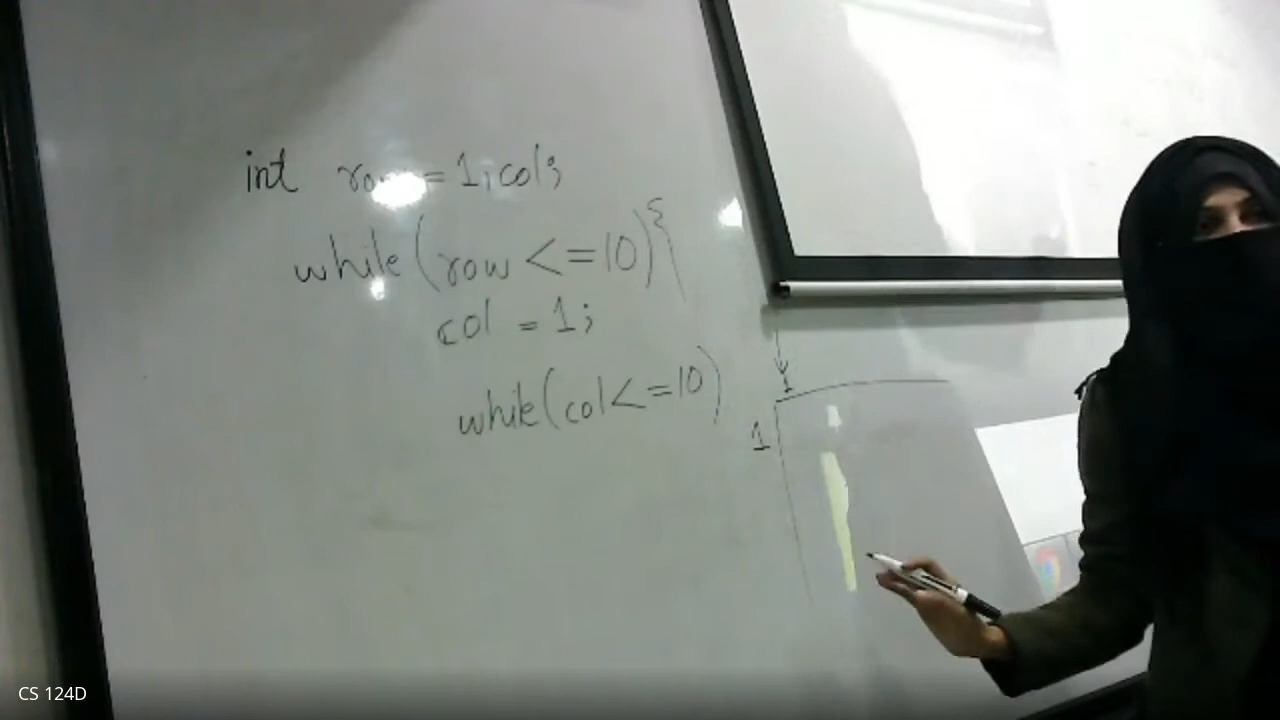 int row = 1, col;
while(row <= 10){
col = 1;
while(col <= 10)
1
1
CS 124D